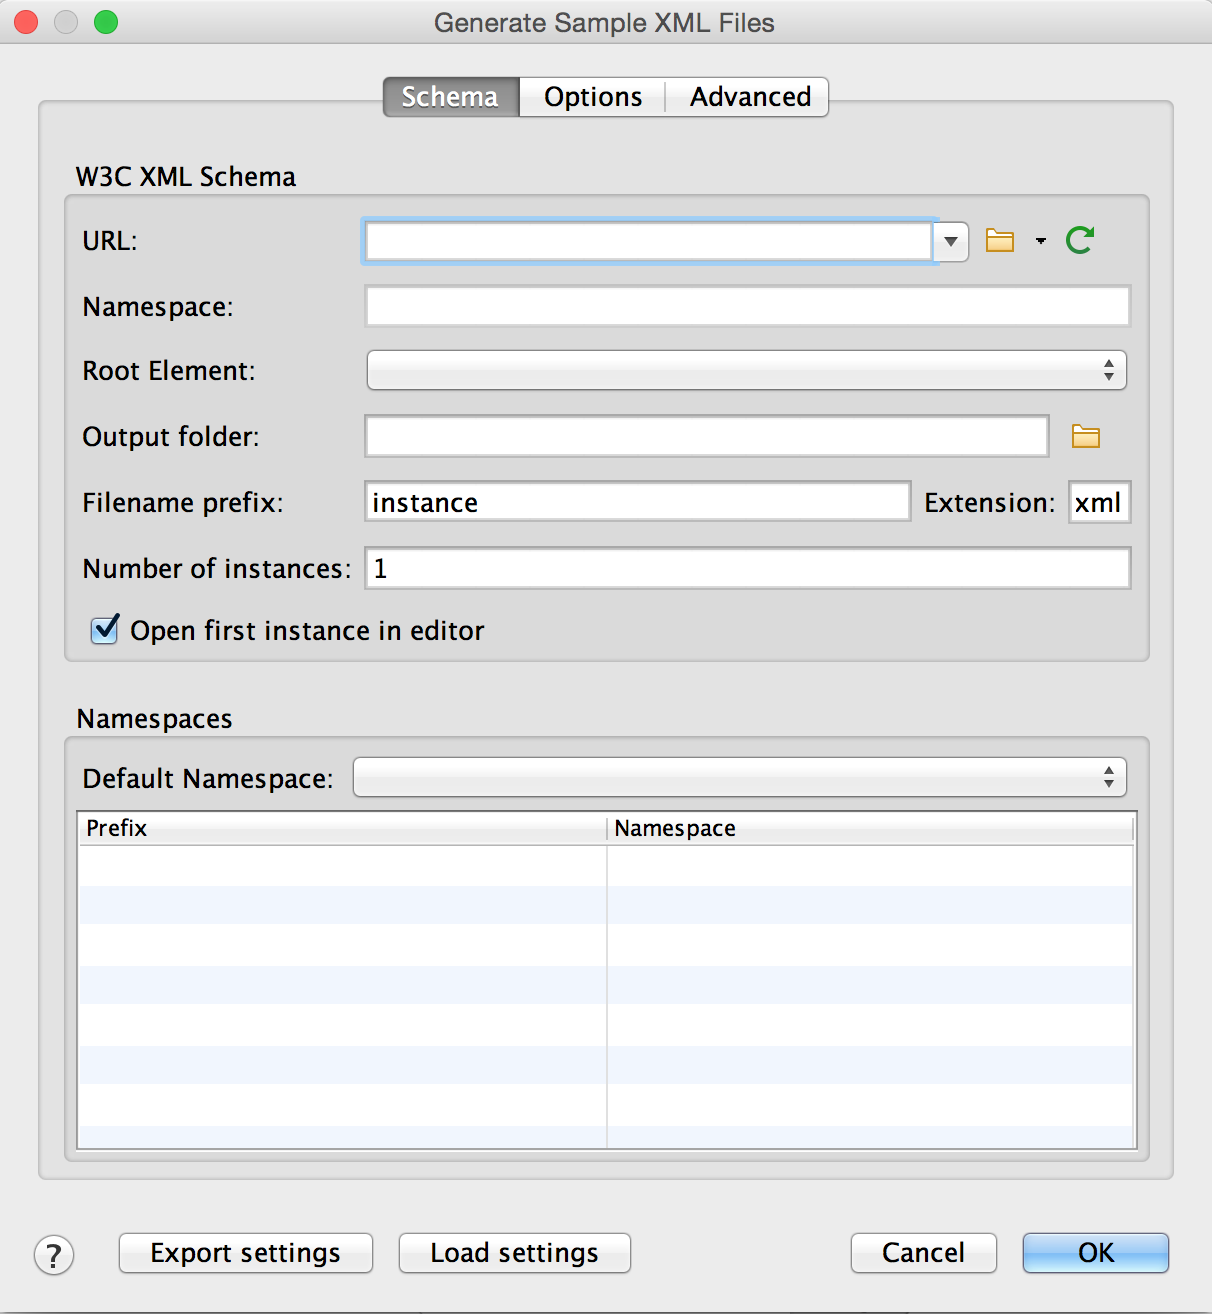 Generate Sample XML Files
Schema Options Advanced
W3C XML Schema
URL:
Namespace:
Root Element:
Output folder:
Filename prefix: instance Extension: xml
Number of instances: 1
Open first instance in editor
Namespaces
Default Namespace:
Prefix Namespace
? Export settings Load settings Cancel OK